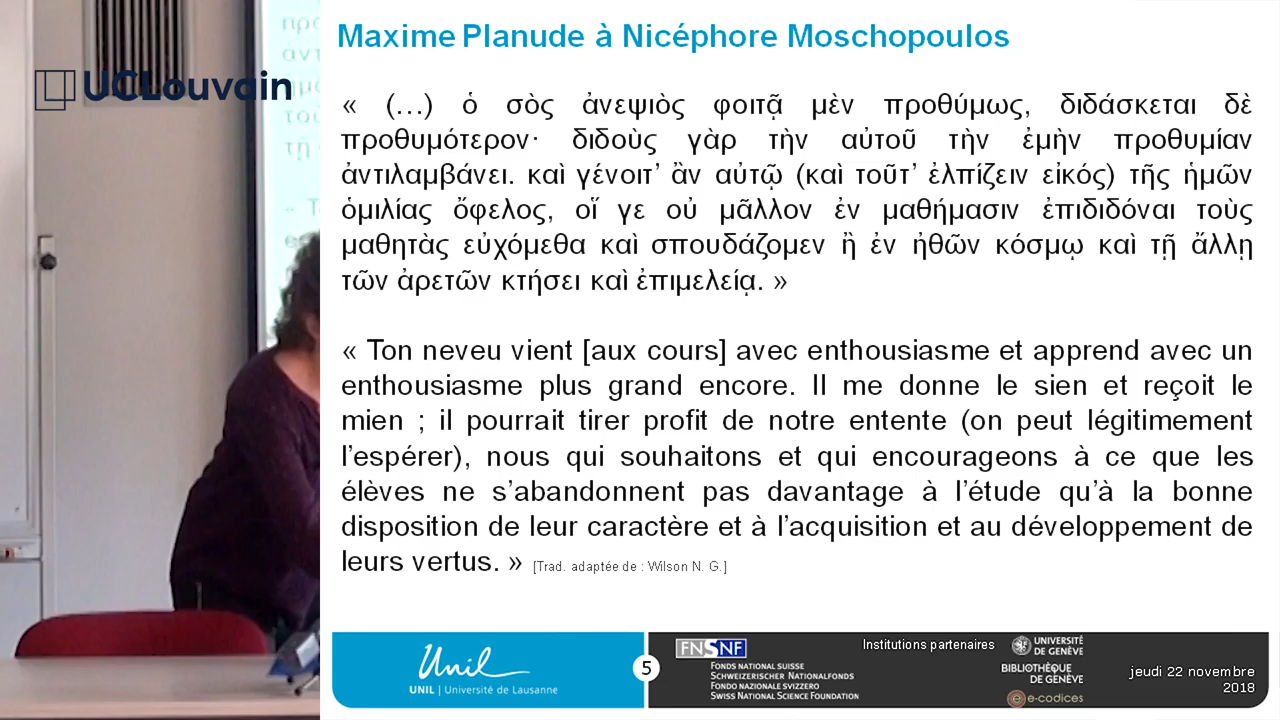 Maxime Planude à Nicéphore Moschopoulos
UCLouvain
« (…) ὁ σὸς ἀνεψιὸς φοιτᾷ μὲν προθύμως, διδάσκεται δὲ
προθυμότερον· διδοὺς γὰρ τὴν αὐτοῦ τὴν ἐμὴν προθυμίαν
ἀντιλαμβάνει. καὶ γένοιτ’ ἂν αὐτῷ (καὶ τοῦτ’ ἐλπίζειν εἰκός) τῆς ἡμῶν
ὁμιλίας ὄφελος, οἵ γε οὐ μᾶλλον ἐν μαθήμασιν ἐπιδιδόναι τοὺς
μαθητὰς εὐχόμεθα καὶ σπουδάζομεν ἢ ἐν ἠθῶν κόσμῳ καὶ τῇ ἄλλῃ
τῶν ἀρετῶν κτήσει καὶ ἐπιμελείᾳ. »
« Ton neveu vient [aux cours] avec enthousiasme et apprend avec un
enthousiasme plus grand encore. Il me donne le sien et reçoit le
mien ; il pourrait tirer profit de notre entente (on peut légitimement
l’espérer), nous qui souhaitons et qui encourageons à ce que les
élèves ne s’abandonnent pas davantage à l’étude qu’à la bonne
disposition de leur caractère et à l’acquisition et au développement de
leurs vertus. » [Trad. adaptée de : Wilson N. G.]
Unil
UNIL | Université de Lausanne
5
FNSNF
FONDS NATIONAL SUISSE
SCHWEIZERISCHER NATIONALFONDS
FONDO NAZIONALE SVIZZERO
SWISS NATIONAL SCIENCE FOUNDATION
Institutions partenaires
UNIVERSITÉ
DE GENÈVE
BIBLIOTHÈQUE
DE GENÈVE
e-codices
jeudi 22 novembre
2018